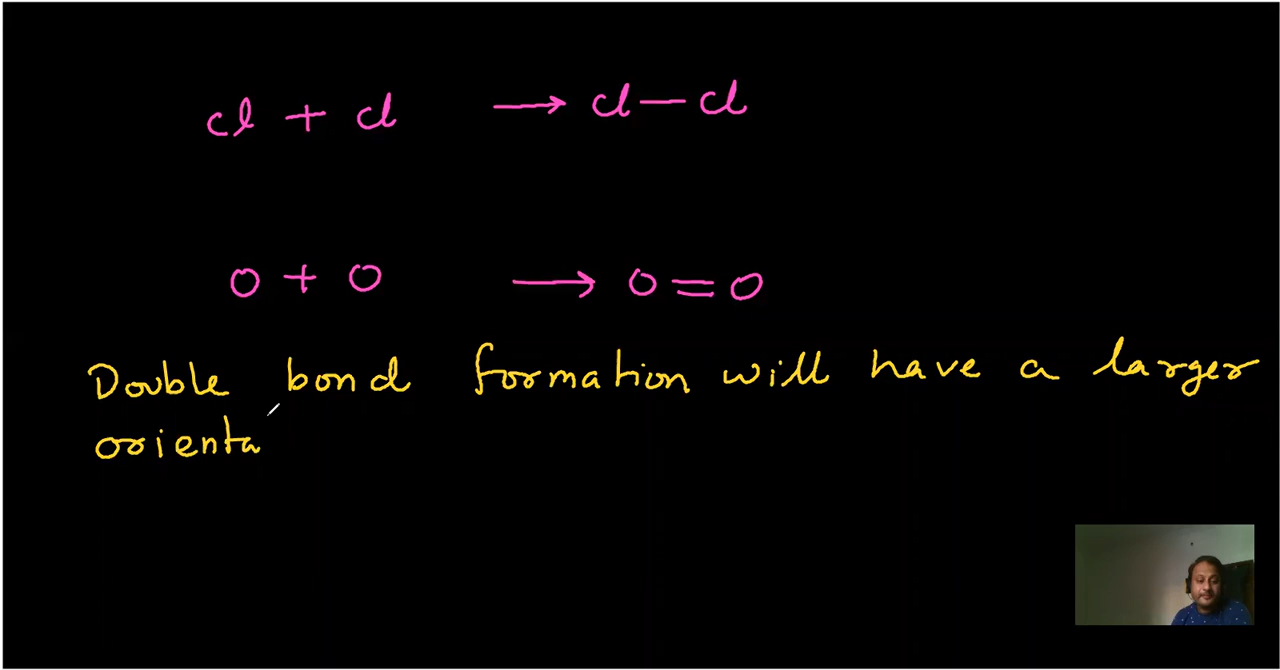 cl + cl → cl — cl
O + O → O = O
Double bond formation will have a larger
orienta